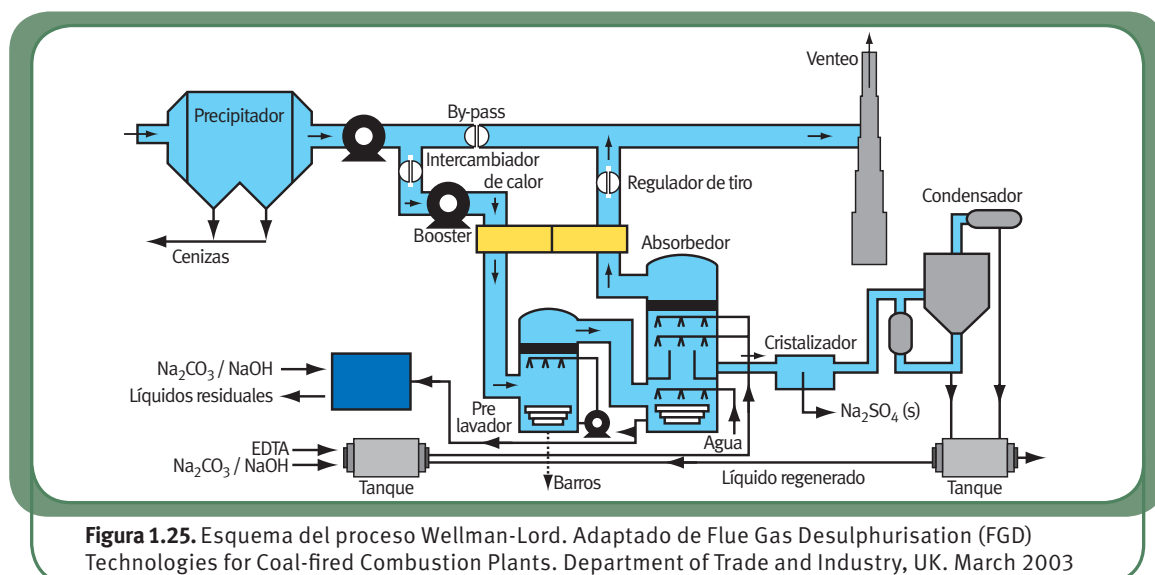 Venteo
Precipitador
By-pass
Intercambiador
de calor
Regulador de tiro
Condensador
Booster
Absorbedor
Cenizas
Cristalizador
Na₂CO₃ / NaOH
Líquidos residuales
Pre
lavador
Na₂SO₄ (s)
Agua
EDTA
Na₂CO₃ / NaOH
Tanque
Barros
Líquido regenerado
Tanque
Figura 1.25. Esquema del proceso Wellman-Lord. Adaptado de Flue Gas Desulphurisation (FGD)
Technologies for Coal-fired Combustion Plants. Department of Trade and Industry, UK. March 2003